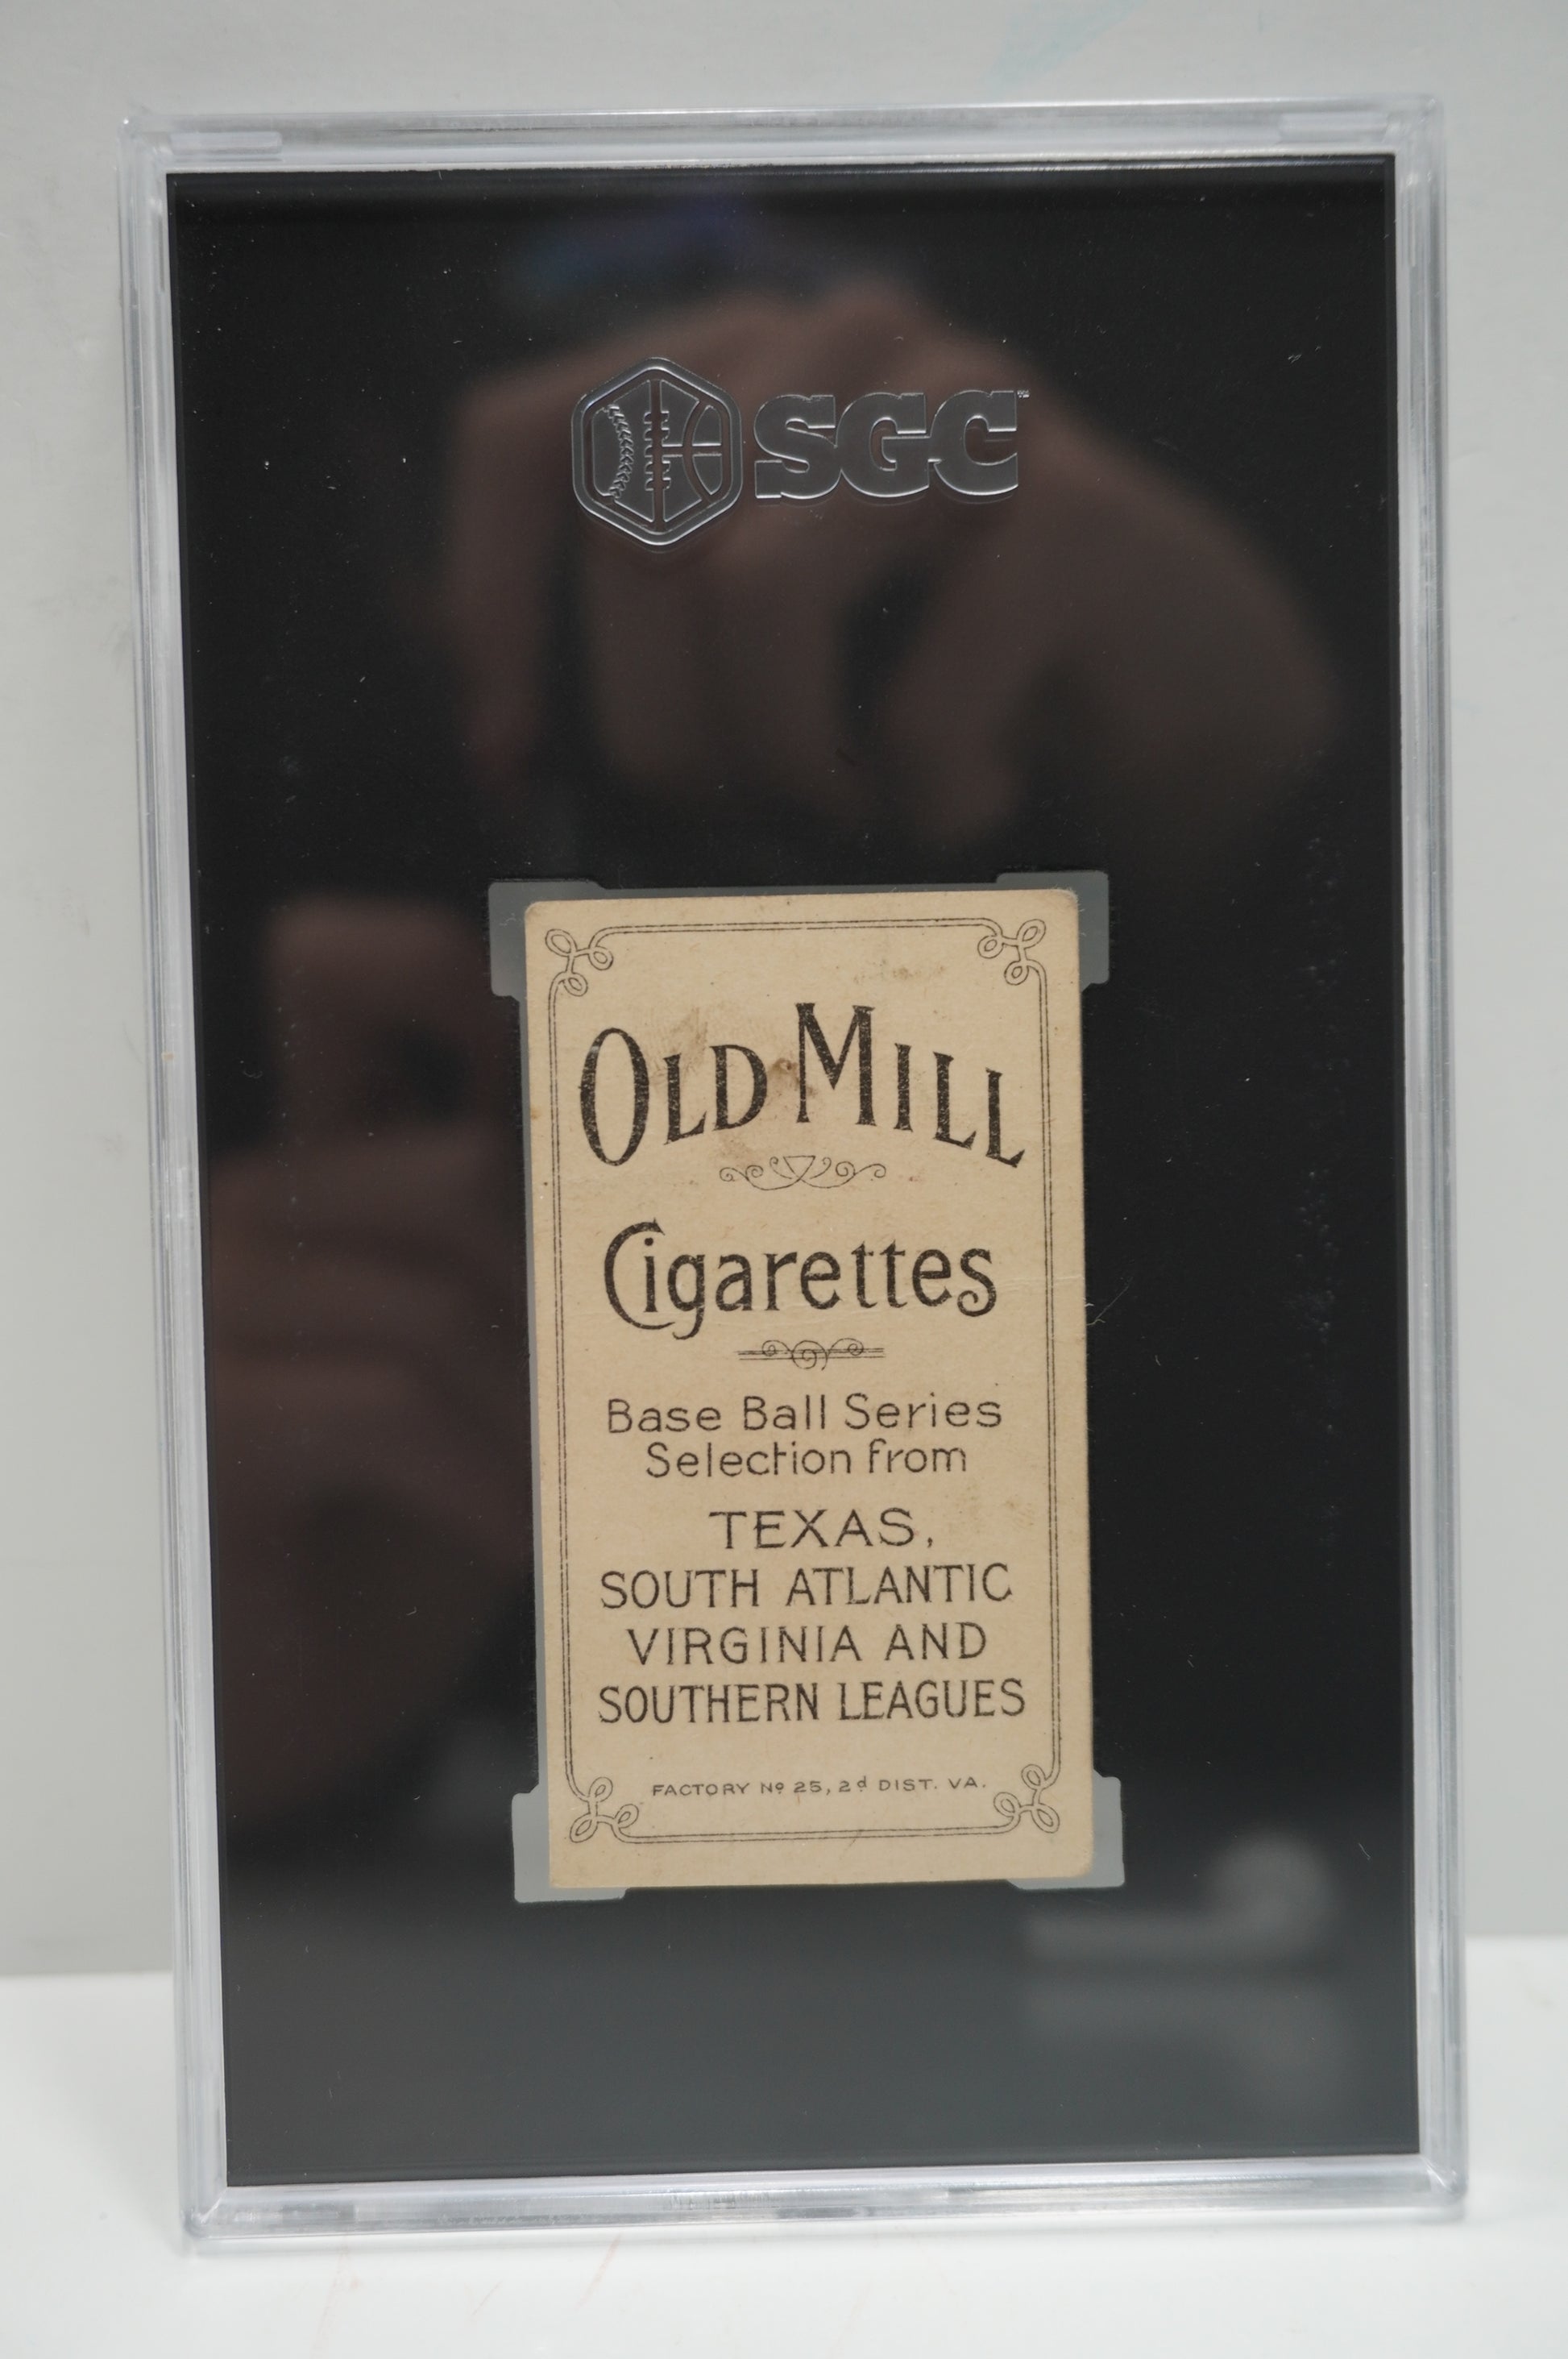 SGC™
OLD MILL
Cigarettes
Base Ball Series
Selection from
TEXAS,
SOUTH ATLANTIC
VIRGINIA AND
SOUTHERN LEAGUES
FACTORY Nº 25, 2d DIST. VA.